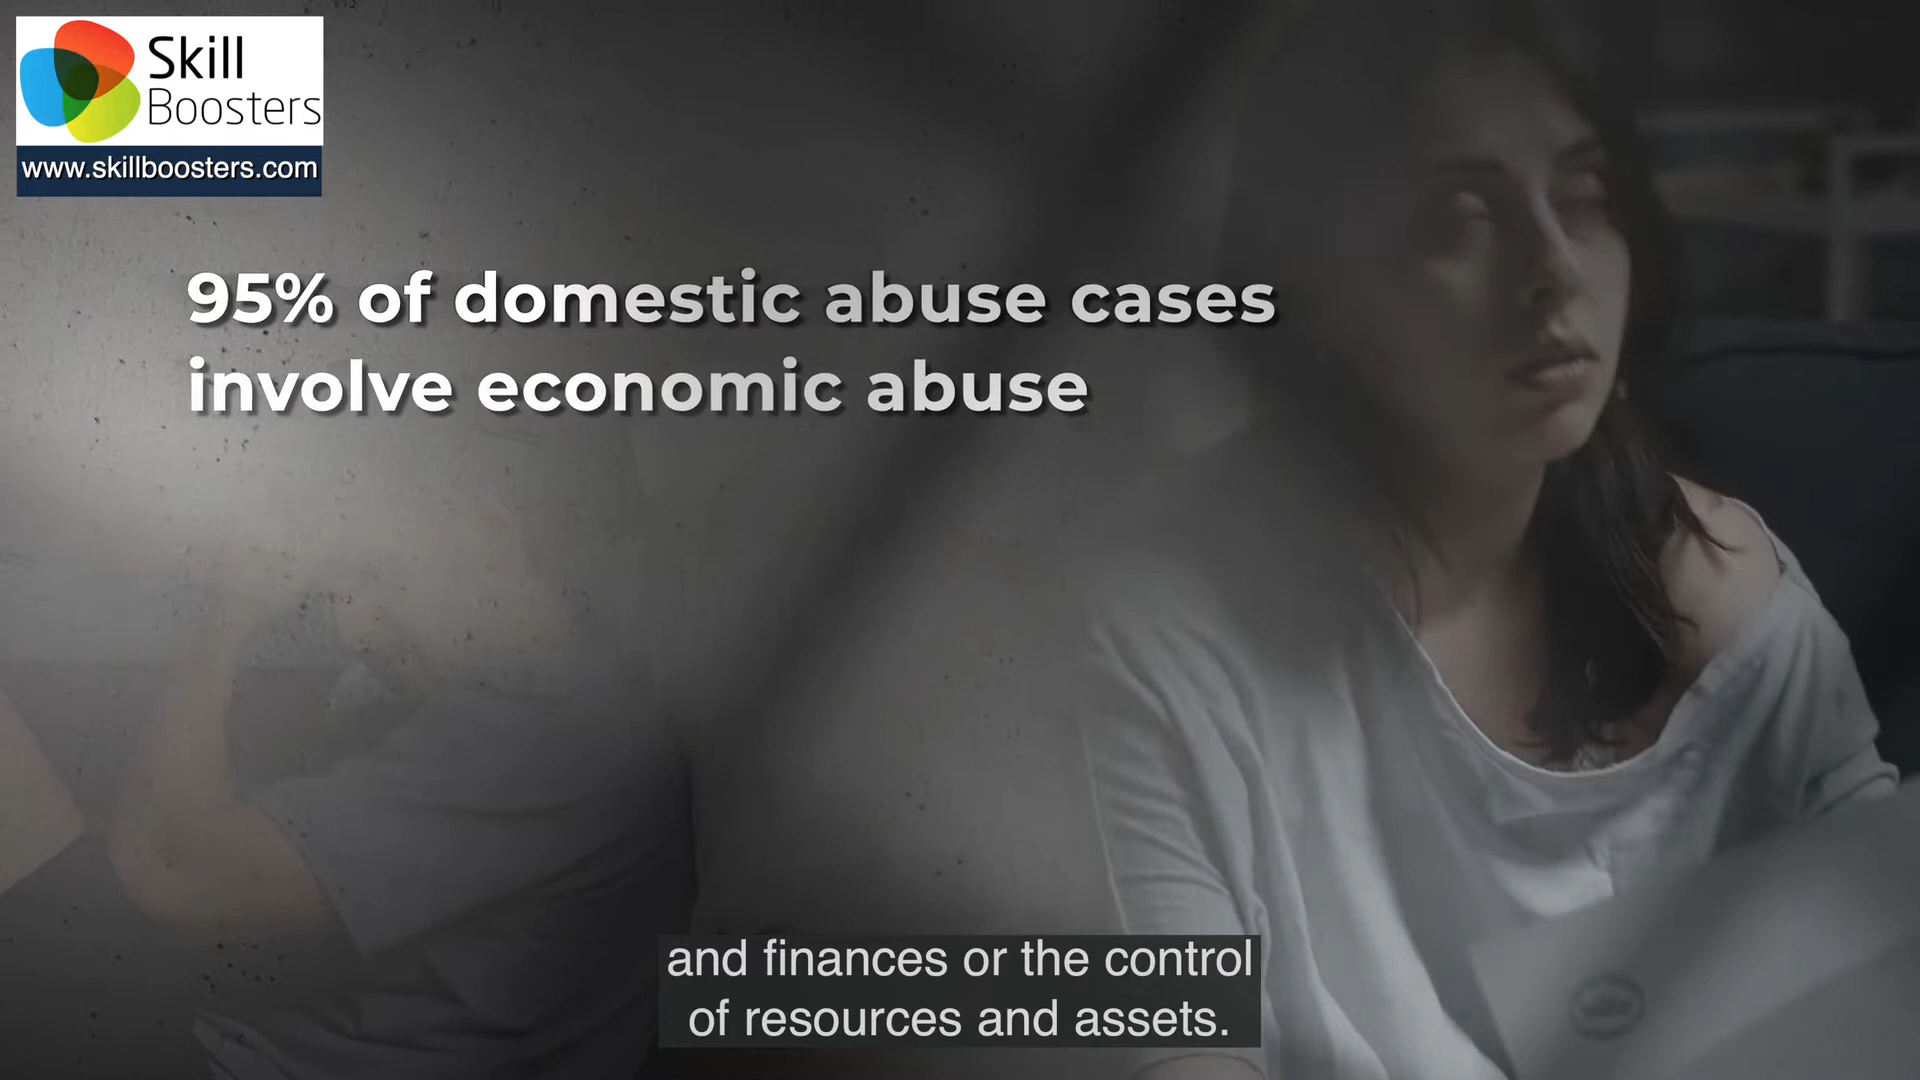 Skill
Boosters
www.skillboosters.com
95% of domestic abuse cases
involve economic abuse
and finances or the control
of resources and assets.